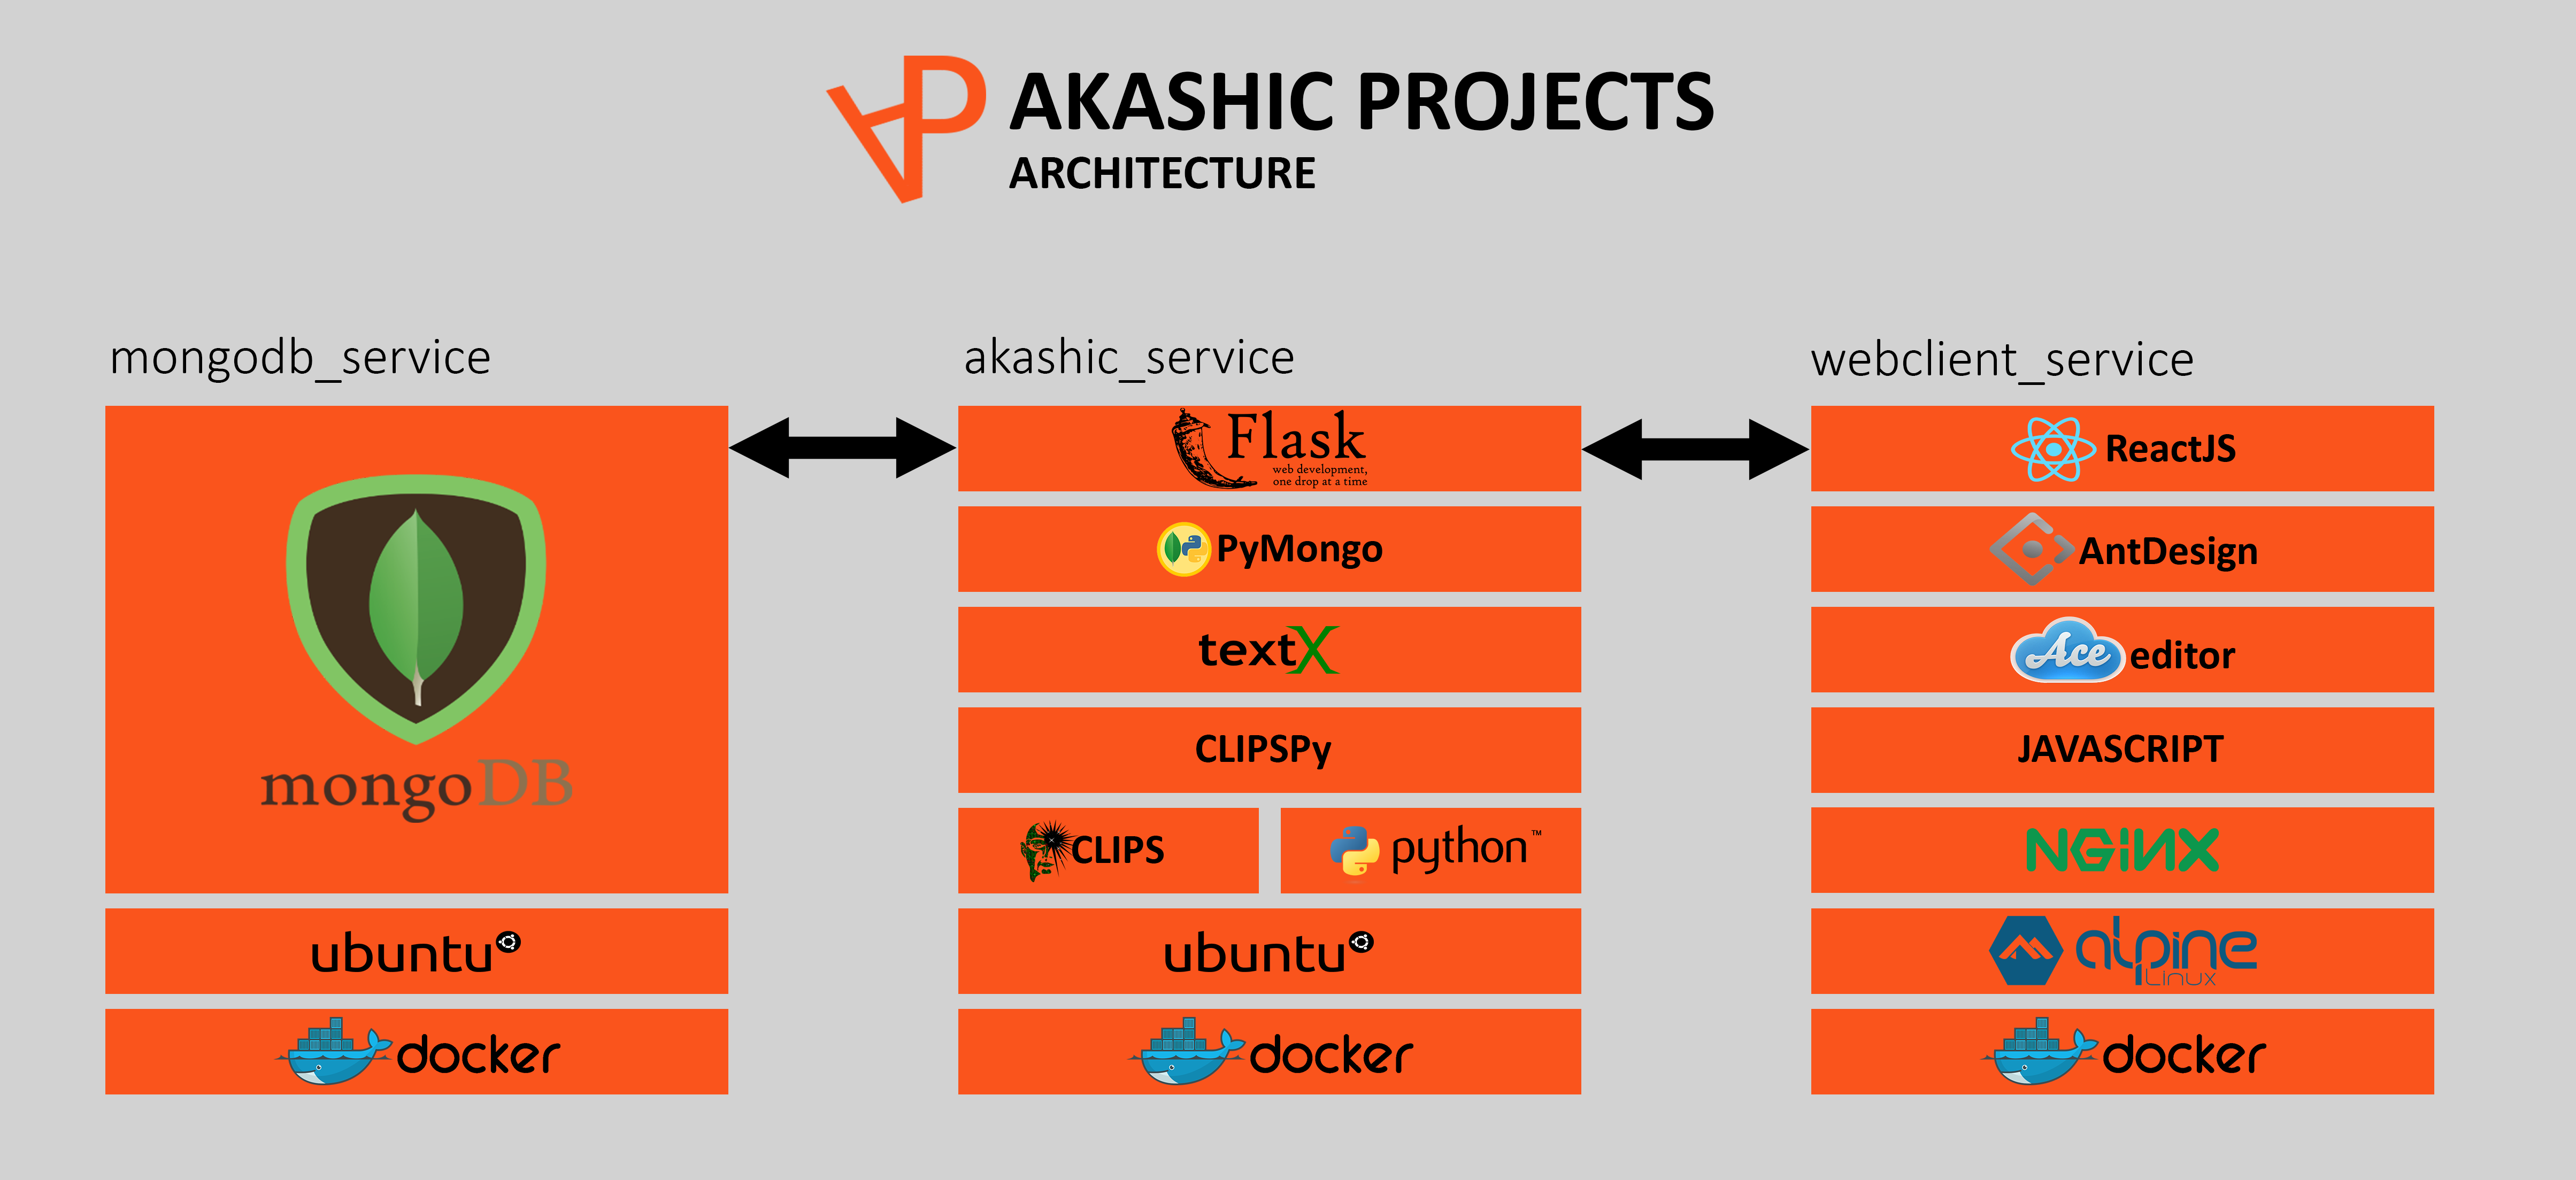 AKASHIC PROJECTS
ARCHITECTURE
mongodb_service
mongoDB
ubuntu
docker
akashic_service
Flask
web development,
one drop at a time
PyMongo
textX
CLIPSPy
CLIPS
python™
ubuntu
docker
webclient_service
ReactJS
AntDesign
Ace editor
JAVASCRIPT
NGINX
alpine
Linux
docker